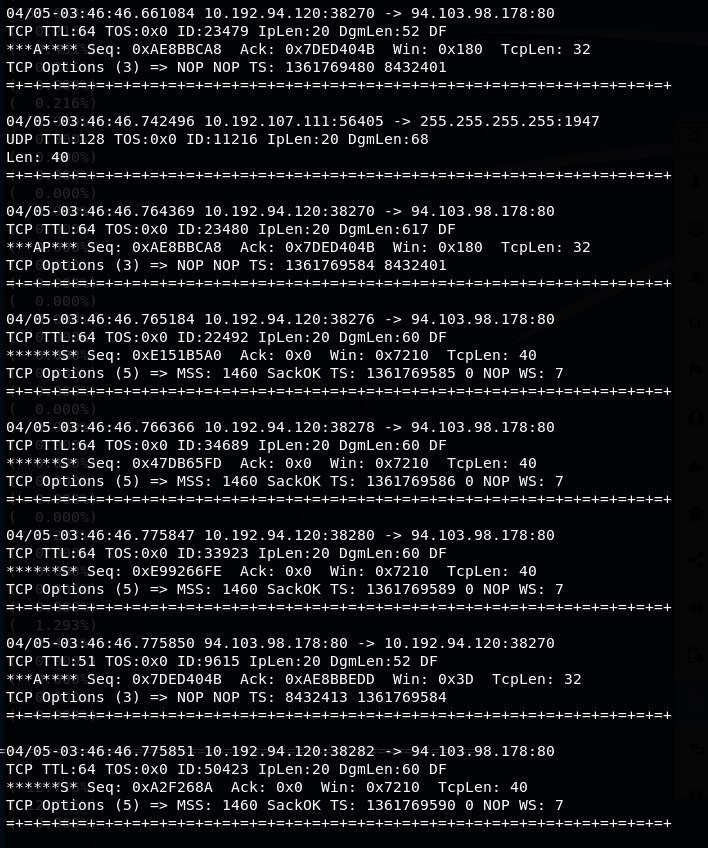 04/05-03:46:46.661084 10.192.94.120:38270 -> 94.103.98.178:80
TCP TTL:64 TOS:0x0 ID:23479 IpLen:20 DgmLen:52 DF
***A**** Seq: 0xAE8BBCA8  Ack: 0x7DED404B  Win: 0x180  TcpLen: 32
TCP Options (3) => NOP NOP TS: 1361769480 8432401
=+=+=+=+=+=+=+=+=+=+=+=+=+=+=+=+=+=+=+=+=+=+=+=+=+=+=+=+=+=+=+=+=+=+=+=+=+
( 0.216%)
04/05-03:46:46.742496 10.192.107.111:56405 -> 255.255.255.255:1947
UDP TTL:128 TOS:0x0 ID:11216 IpLen:20 DgmLen:68
Len: 40
=+=+=+=+=+=+=+=+=+=+=+=+=+=+=+=+=+=+=+=+=+=+=+=+=+=+=+=+=+=+=+=+=+=+=+=+=+
( 0.000%)
04/05-03:46:46.764369 10.192.94.120:38270 -> 94.103.98.178:80
TCP TTL:64 TOS:0x0 ID:23480 IpLen:20 DgmLen:617 DF
***AP*** Seq: 0xAE8BBCA8  Ack: 0x7DED404B  Win: 0x180  TcpLen: 32
TCP Options (3) => NOP NOP TS: 1361769584 8432401
=+=+=+=+=+=+=+=+=+=+=+=+=+=+=+=+=+=+=+=+=+=+=+=+=+=+=+=+=+=+=+=+=+=+=+=+=+
( 0.000%)
04/05-03:46:46.765184 10.192.94.120:38276 -> 94.103.98.178:80
TCP TTL:64 TOS:0x0 ID:22492 IpLen:20 DgmLen:60 DF
******S* Seq: 0xE151B5A0  Ack: 0x0  Win: 0x7210  TcpLen: 40
TCP Options (5) => MSS: 1460 SackOK TS: 1361769585 0 NOP WS: 7
=+=+=+=+=+=+=+=+=+=+=+=+=+=+=+=+=+=+=+=+=+=+=+=+=+=+=+=+=+=+=+=+=+=+=+=+=+
( 0.000%)
04/05-03:46:46.766366 10.192.94.120:38278 -> 94.103.98.178:80
TCP TTL:64 TOS:0x0 ID:34689 IpLen:20 DgmLen:60 DF
******S* Seq: 0x47DB65FD  Ack: 0x0  Win: 0x7210  TcpLen: 40
TCP Options (5) => MSS: 1460 SackOK TS: 1361769586 0 NOP WS: 7
=+=+=+=+=+=+=+=+=+=+=+=+=+=+=+=+=+=+=+=+=+=+=+=+=+=+=+=+=+=+=+=+=+=+=+=+=+
( 0.000%)
04/05-03:46:46.775847 10.192.94.120:38280 -> 94.103.98.178:80
TCP TTL:64 TOS:0x0 ID:33923 IpLen:20 DgmLen:60 DF
******S* Seq: 0xE99266FE  Ack: 0x0  Win: 0x7210  TcpLen: 40
TCP Options (5) => MSS: 1460 SackOK TS: 1361769589 0 NOP WS: 7
=+=+=+=+=+=+=+=+=+=+=+=+=+=+=+=+=+=+=+=+=+=+=+=+=+=+=+=+=+=+=+=+=+=+=+=+=+
( 1.293%)
04/05-03:46:46.775850 94.103.98.178:80 -> 10.192.94.120:38270
TCP TTL:51 TOS:0x0 ID:9615 IpLen:20 DgmLen:52 DF
***A**** Seq: 0x7DED404B  Ack: 0xAE8BBEDD  Win: 0x3D  TcpLen: 32
TCP Options (3) => NOP NOP TS: 8432413 1361769584
=+=+=+=+=+=+=+=+=+=+=+=+=+=+=+=+=+=+=+=+=+=+=+=+=+=+=+=+=+=+=+=+=+=+=+=+=+
04/05-03:46:46.775851 10.192.94.120:38282 -> 94.103.98.178:80
TCP TTL:64 TOS:0x0 ID:50423 IpLen:20 DgmLen:60 DF
******S* Seq: 0xA2F268A  Ack: 0x0  Win: 0x7210  TcpLen: 40
TCP Options (5) => MSS: 1460 SackOK TS: 1361769590 0 NOP WS: 7
=+=+=+=+=+=+=+=+=+=+=+=+=+=+=+=+=+=+=+=+=+=+=+=+=+=+=+=+=+=+=+=+=+=+=+=+=+